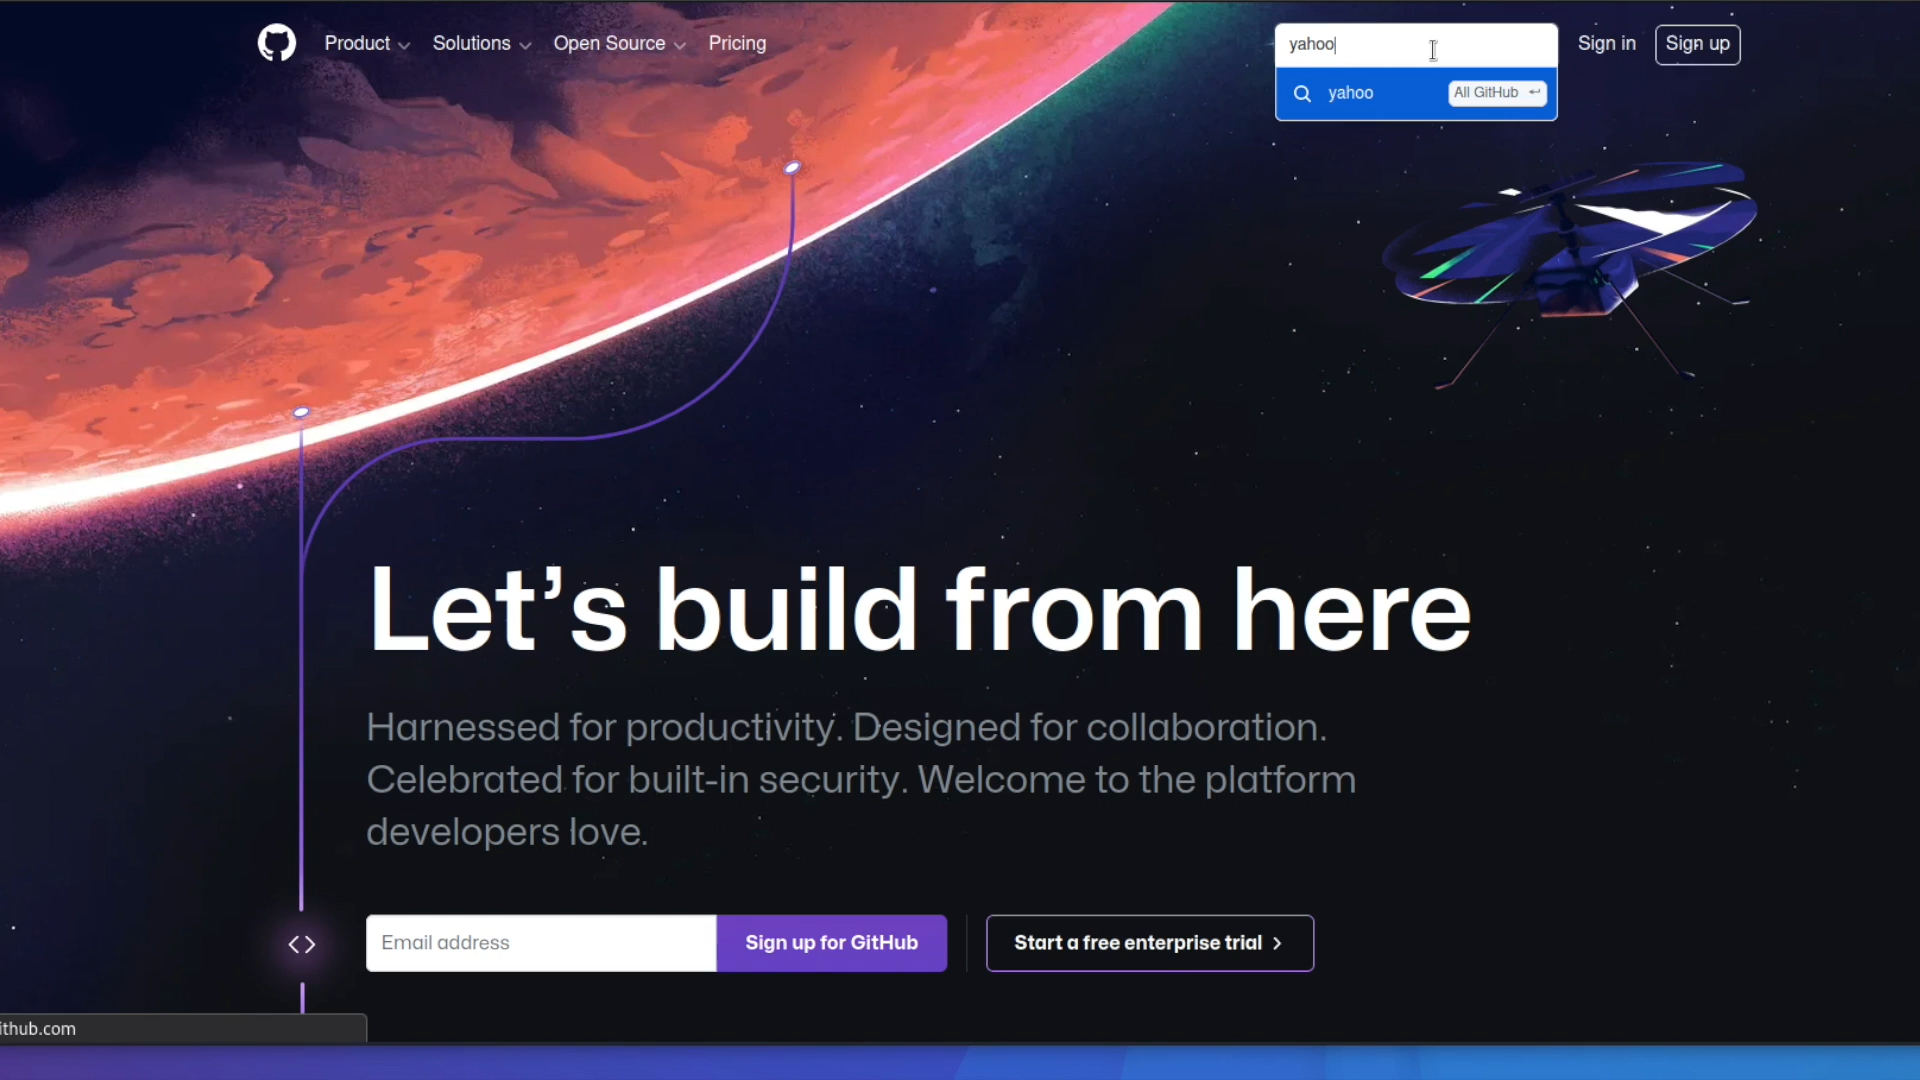 Product
Solutions
Open Source
Pricing
yahoo
Sign in
Sign up
yahoo
All GitHub
Let’s build from here
Harnessed for productivity. Designed for collaboration.
Celebrated for built-in security. Welcome to the platform
developers love.
Email address
Sign up for GitHub
Start a free enterprise trial
ithub.com